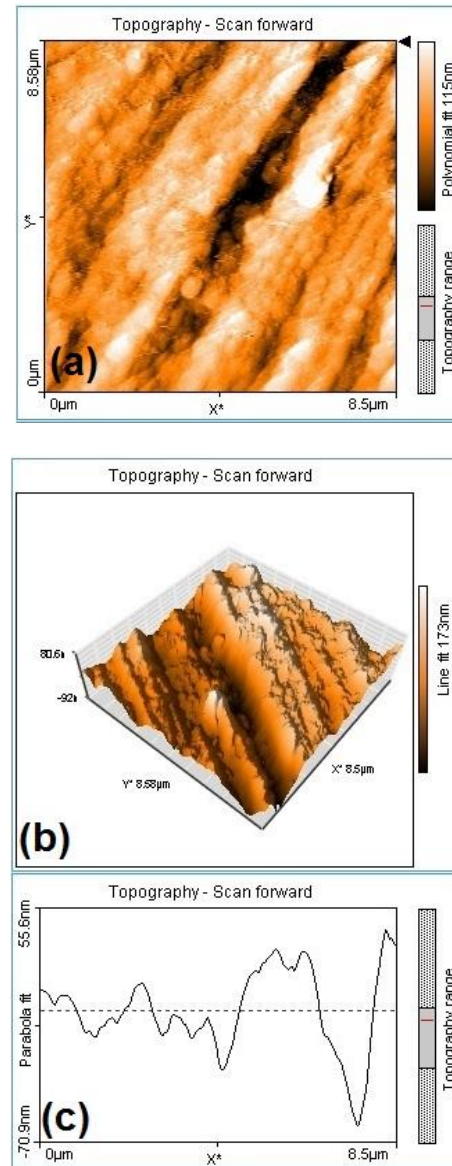 Topography - Scan forward
8.58µm
Y*
0µm
(a)
0µm
X*
8.5µm
Polynomial fit 115nm
Topography range
Topography - Scan forward
80.6n
-92n
Y* 8.58µm
X* 8.5µm
(b)
Line fit 173nm
Topography - Scan forward
55.6nm
Parabola fit
-70.9nm
(c)
0µm
X*
8.5µm
Topography range